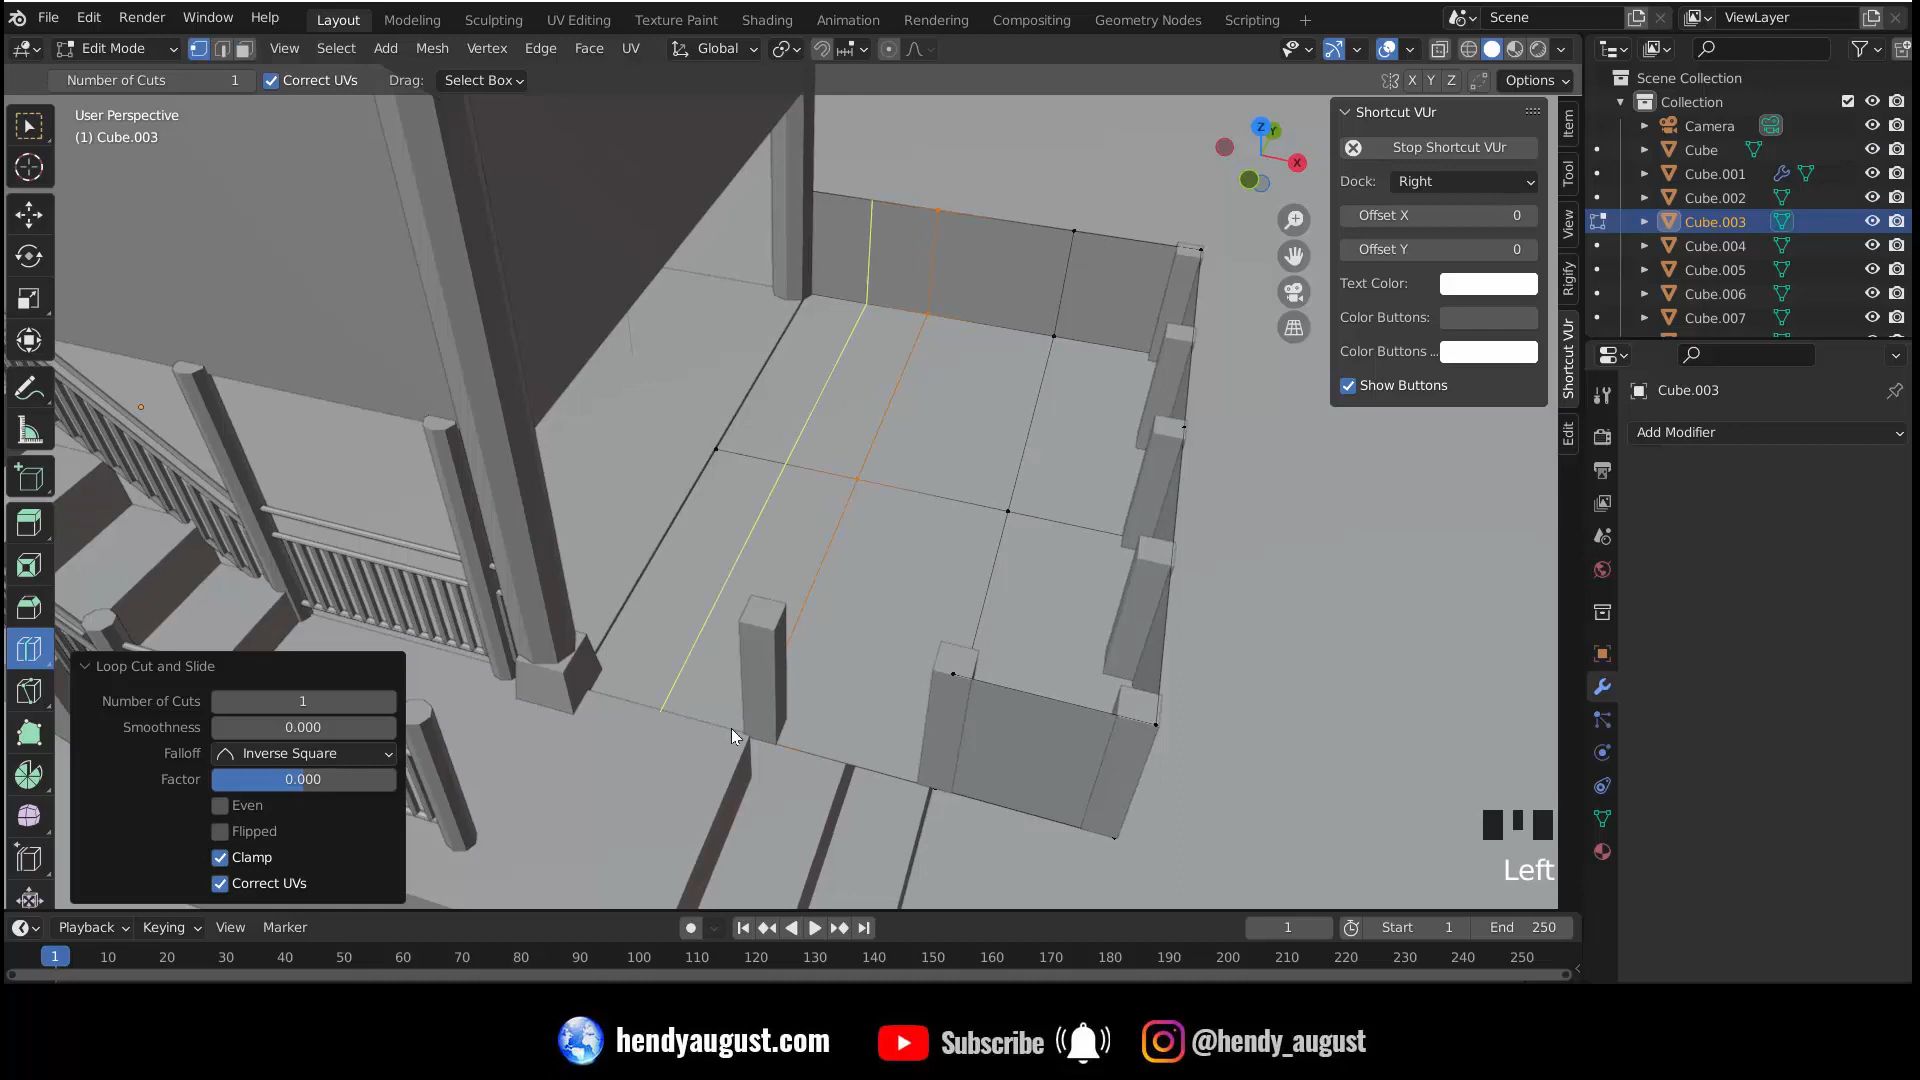 File Edit Render Window Help Layout Modeling Sculpting UV Editing Texture Paint Shading Animation Rendering Compositing Geometry Nodes Scripting Scene ViewLayer
Edit Mode View Select Add Mesh Vertex Edge Face UV Global
Number of Cuts 1 Correct UVs Drag: Select Box X Y Z Options
User Perspective
(1) Cube.003
Z Y X
Shortcut VUr
Stop Shortcut VUr
Dock: Right
Offset X 0
Offset Y 0
Text Color:
Color Buttons:
Color Buttons ...
Show Buttons
Item
Tool
View
Rigify
Shortcut VUr
Edit
Scene Collection
Collection
Camera
Cube
Cube.001
Cube.002
Cube.003
Cube.004
Cube.005
Cube.006
Cube.007
Cube.003
Add Modifier
Loop Cut and Slide
Number of Cuts 1
Smoothness 0.000
Falloff Inverse Square
Factor 0.000
Even
Flipped
Clamp
Correct UVs
Left
Playback Keying View Marker 1 Start 1 End 250
1 10 20 30 40 50 60 70 80 90 100 110 120 130 140 150 160 170 180 190 200 210 220 230 240 250
hendyaugust.com Subscribe @hendy_august